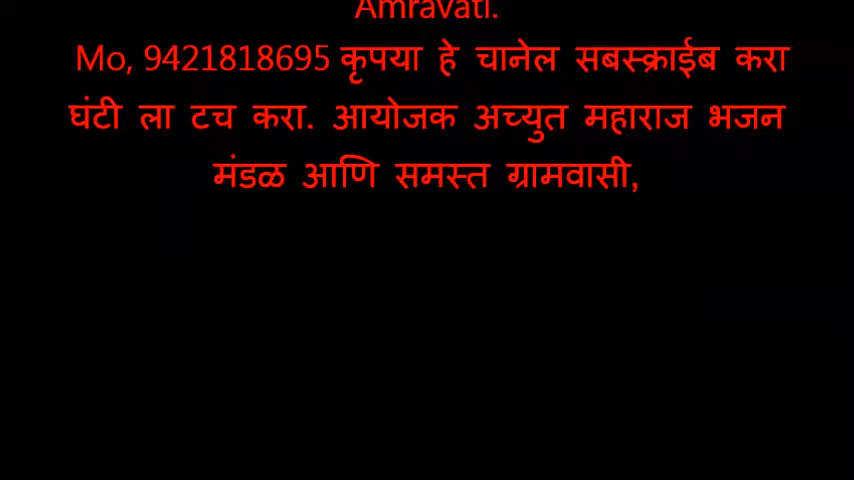 Amravati.
Mo, 9421818695 कृपया हे चानेल सबस्क्राईब करा
घंटी ला टच करा. आयोजक अच्युत महाराज भजन
मंडळ आणि समस्त ग्रामवासी,